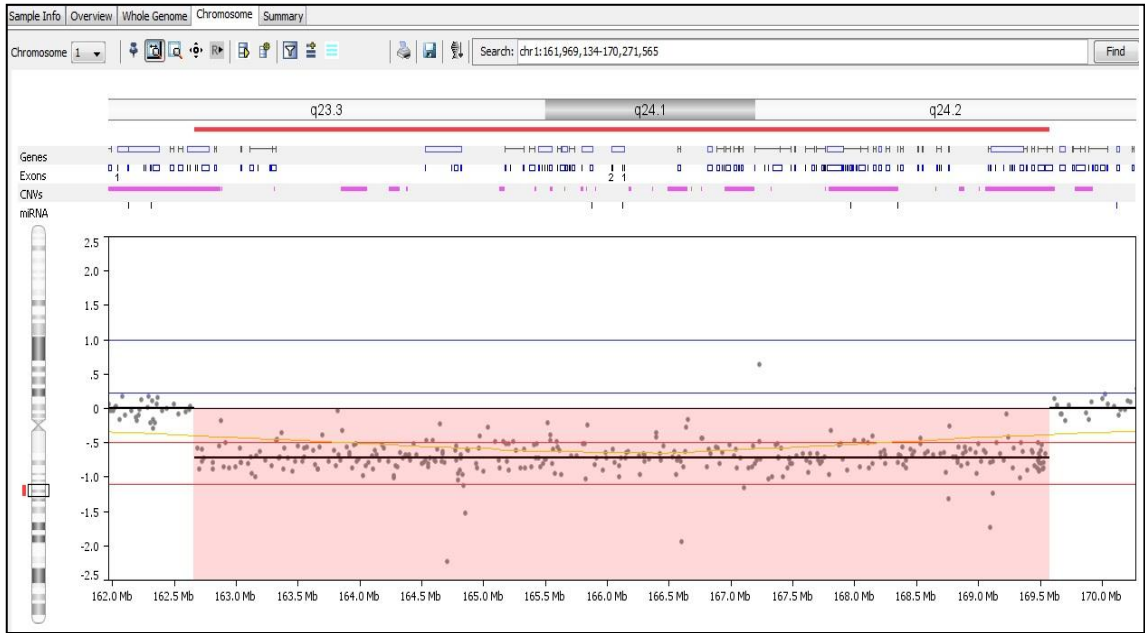 Sample Info Overview Whole Genome Chromosome Summary
Chromosome 1 R Search: chr1:161,969,134-170,271,565 Find
q23.3 q24.1 q24.2
Genes
Exons
1 2 1
CNVs
miRNA
2.5
2.0
1.5
1.0
.5
0
-.5
-1.0
-1.5
-2.0
-2.5
162.0 Mb 162.5 Mb 163.0 Mb 163.5 Mb 164.0 Mb 164.5 Mb 165.0 Mb 165.5 Mb 166.0 Mb 166.5 Mb 167.0 Mb 167.5 Mb 168.0 Mb 168.5 Mb 169.0 Mb 169.5 Mb 170.0 Mb